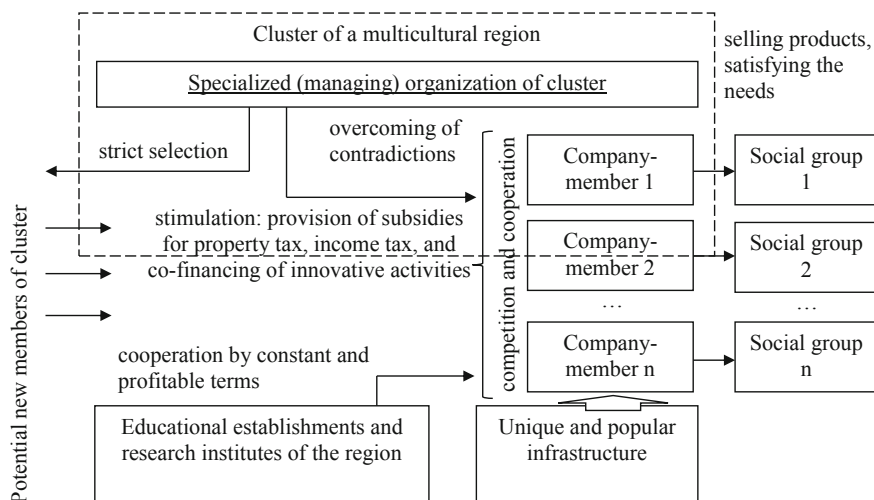 Cluster of a multicultural region
selling products,
satisfying the
needs
Specialized (managing) organization of cluster
strict selection
overcoming of
contradictions
Company-
member 1
Social group
1
stimulation: provision of subsidies
for property tax, income tax, and
co-financing of innovative activities
Company-
member 2
Social group
2
...
...
competition and cooperation
Potential new members of cluster
cooperation by constant and
profitable terms
Company-
member n
Social group
n
Educational establishments and
research institutes of the region
Unique and popular
infrastructure